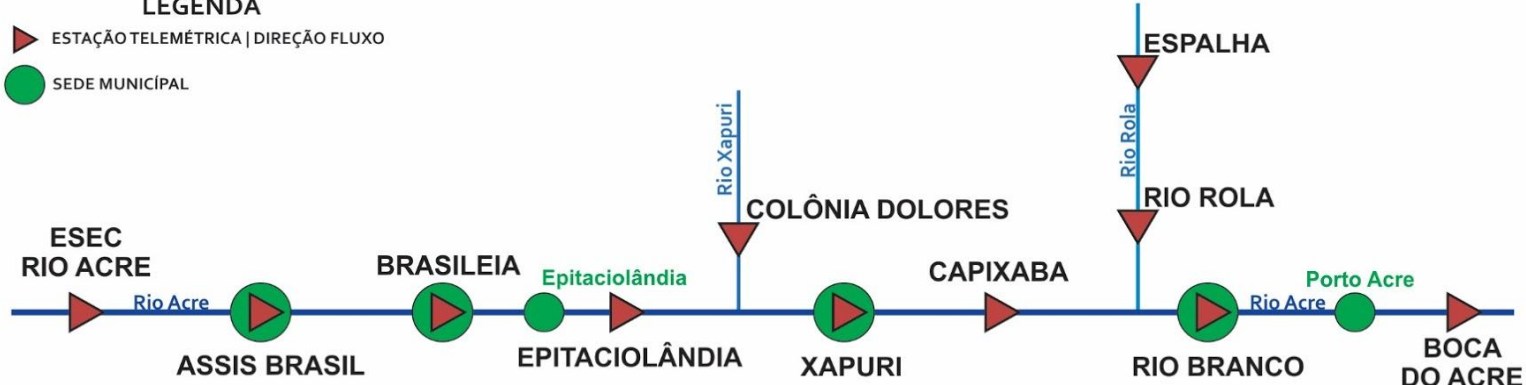 LEGENDA
ESTAÇÃO TELEMÉTRICA | DIREÇÃO FLUXO
SEDE MUNICÍPAL
ESPALHA
Rio Xapuri
Rio Rola
COLÔNIA DOLORES
RIO ROLA
ESEC
RIO ACRE
BRASILEIA
Epitaciolândia
CAPIXABA
Porto Acre
Rio Acre
Rio Acre
ASSIS BRASIL
EPITACIOLÂNDIA
XAPURI
RIO BRANCO
BOCA
DO ACRE